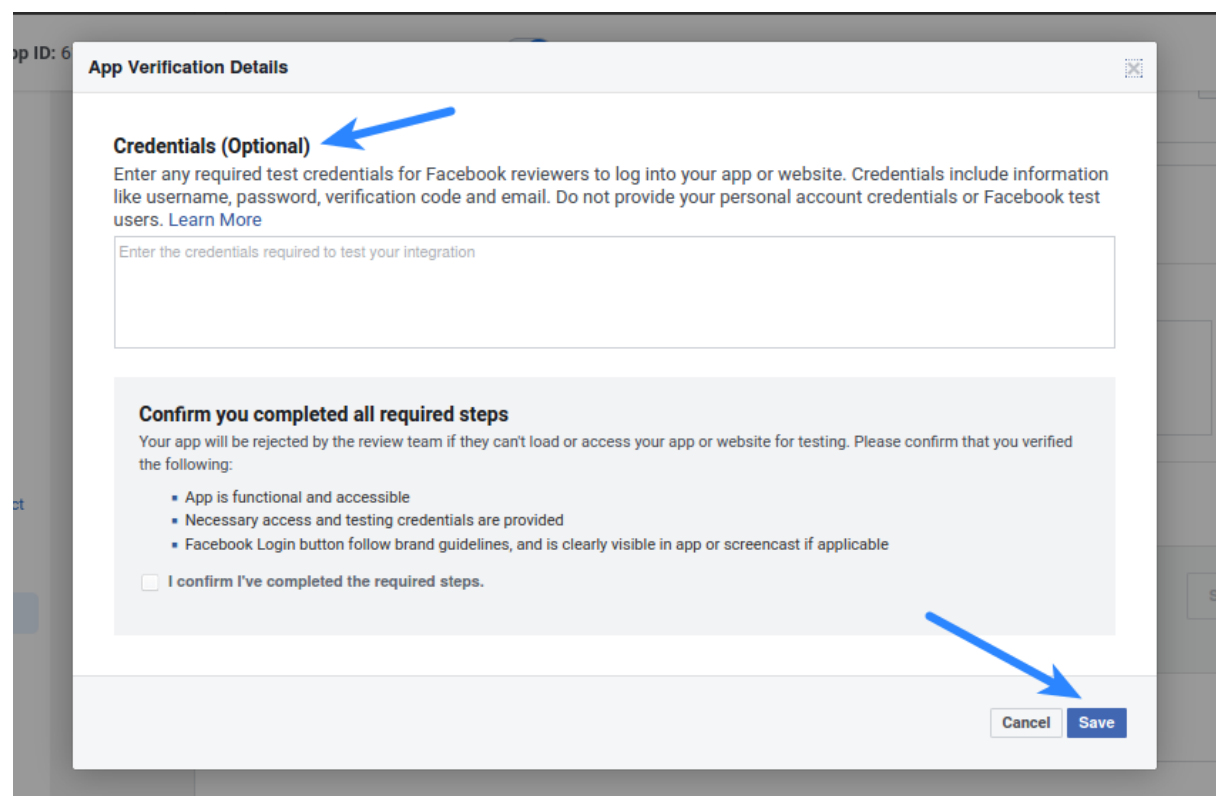 pp ID: 6
App Verification Details
Credentials (Optional)
Enter any required test credentials for Facebook reviewers to log into your app or website. Credentials include information
like username, password, verification code and email. Do not provide your personal account credentials or Facebook test
users. Learn More
Enter the credentials required to test your integration
Confirm you completed all required steps
Your app will be rejected by the review team if they can't load or access your app or website for testing. Please confirm that you verified
the following:
▪ App is functional and accessible
▪ Necessary access and testing credentials are provided
▪ Facebook Login button follow brand guidelines, and is clearly visible in app or screencast if applicable
ct
I confirm I've completed the required steps.
S
Cancel Save